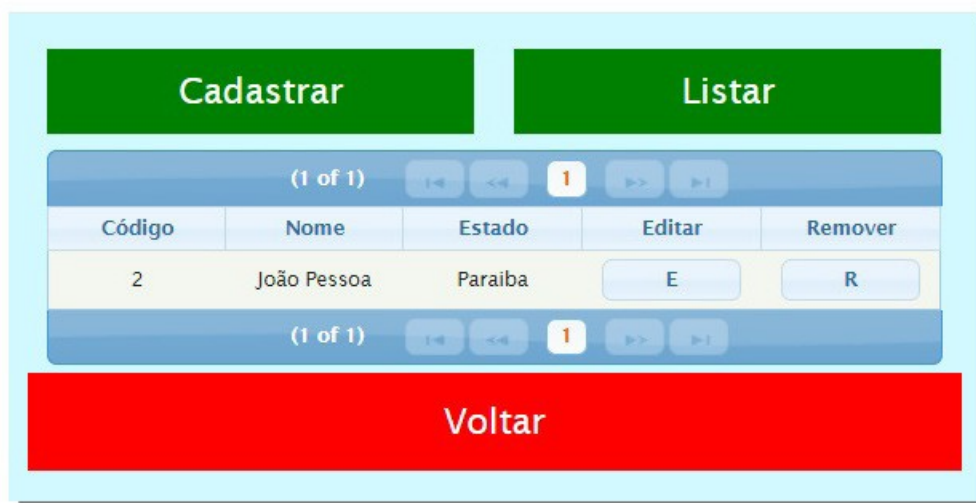 Cadastrar Listar
(1 of 1) 1
Código Nome Estado Editar Remover
2 João Pessoa Paraiba E R
(1 of 1) 1
Voltar